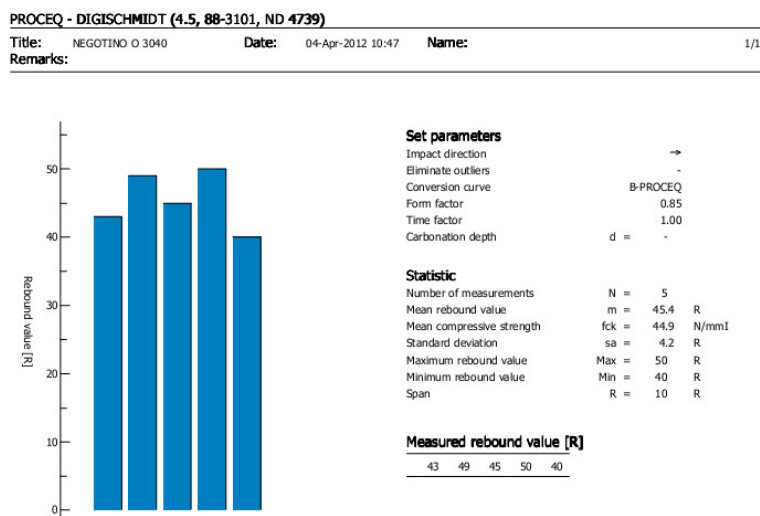 PROCEQ - DIGISCHMIDT (4.5, 88-3101, ND 4739)
Title: NEGOTINO O 3040 Date: 04-Apr-2012 10:47 Name: 1/1
Remarks:
Set parameters
Impact direction →
Eliminate outliers -
Conversion curve B-PROCEQ
Form factor 0.85
Time factor 1.00
Carbonation depth d = -
Statistic
Number of measurements N = 5
Mean rebound value m = 45.4 R
Mean compressive strength fck = 44.9 N/mmI
Standard deviation sa = 4.2 R
Maximum rebound value Max = 50 R
Minimum rebound value Min = 40 R
Span R = 10 R
Measured rebound value [R]
43 49 45 50 40
Rebound value [R]
50
40
30
20
10
0